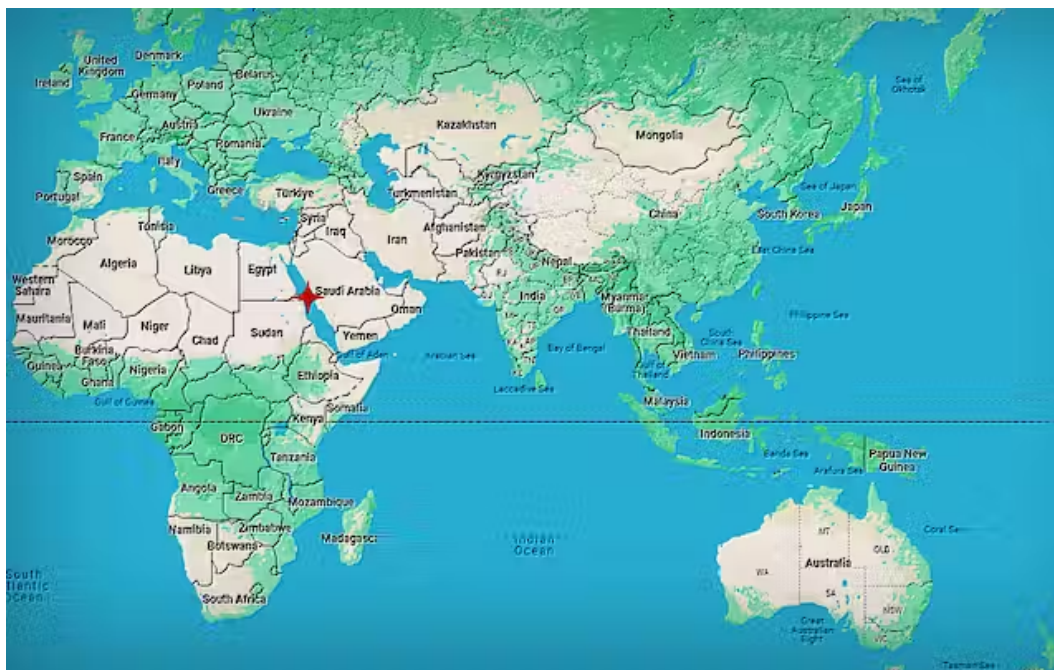 Sea of
Okhotsk
Denmark
United
Kingdom
Ireland
Belarus
Poland
Germany
Ukraine
Kazakhstan
Austria
Mongolia
France
Romania
Italy
Kyrgyzstan
Spain
Sea of Japan
Greece
Türkiye
Turkmenistan
Portugal
Japan
China
South Korea
Syria
Tunisia
Afghanistan
Iraq
Iran
Morocco
East China Sea
Pakistan
Algeria
Nepal
Libya
Egypt
RJ
Western
Sahara
Saudi Arabia
India
Myanmar
(Burma)
Oman
Mauritania
Philippine Sea
Mali
Niger
Sudan
Thailand
Yemen
South
China Sea
Chad
Bay of Bengal
Burkina
Faso
Gulf of Aden
Arabian Sea
Vietnam
Philippines
Guinea
Nigeria
Gulf of
Thailand
Ethiopia
Ghana
Laccadive Sea
Gulf of Guinea
Malaysia
Somalia
Kenya
Gabon
DRC
Indonesia
Tanzania
Banda Sea
Papua New
Guinea
Arafura Sea
Angola
Zambia
Mozambique
Namibia
Zimbabwe
NT
Coral Se
Madagasc
Botswana
Indian
Ocean
QLD
Australia
WA
South
tlantic
Ocean
SA
South Africa
NSW
Great
Australian
Bight
VIC
Tasman Sea